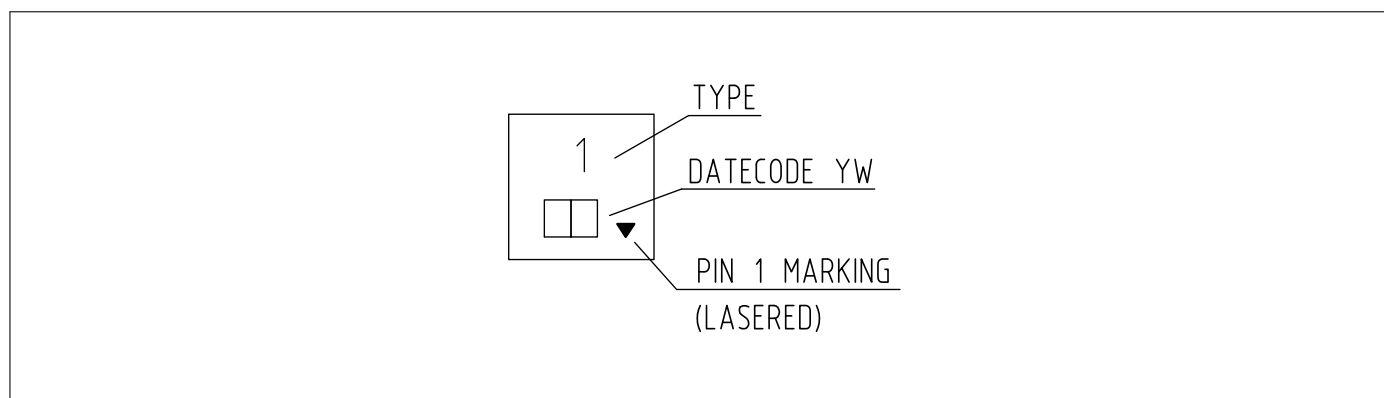 TYPE
1
DATECODE YW
PIN 1 MARKING
(LASERED)